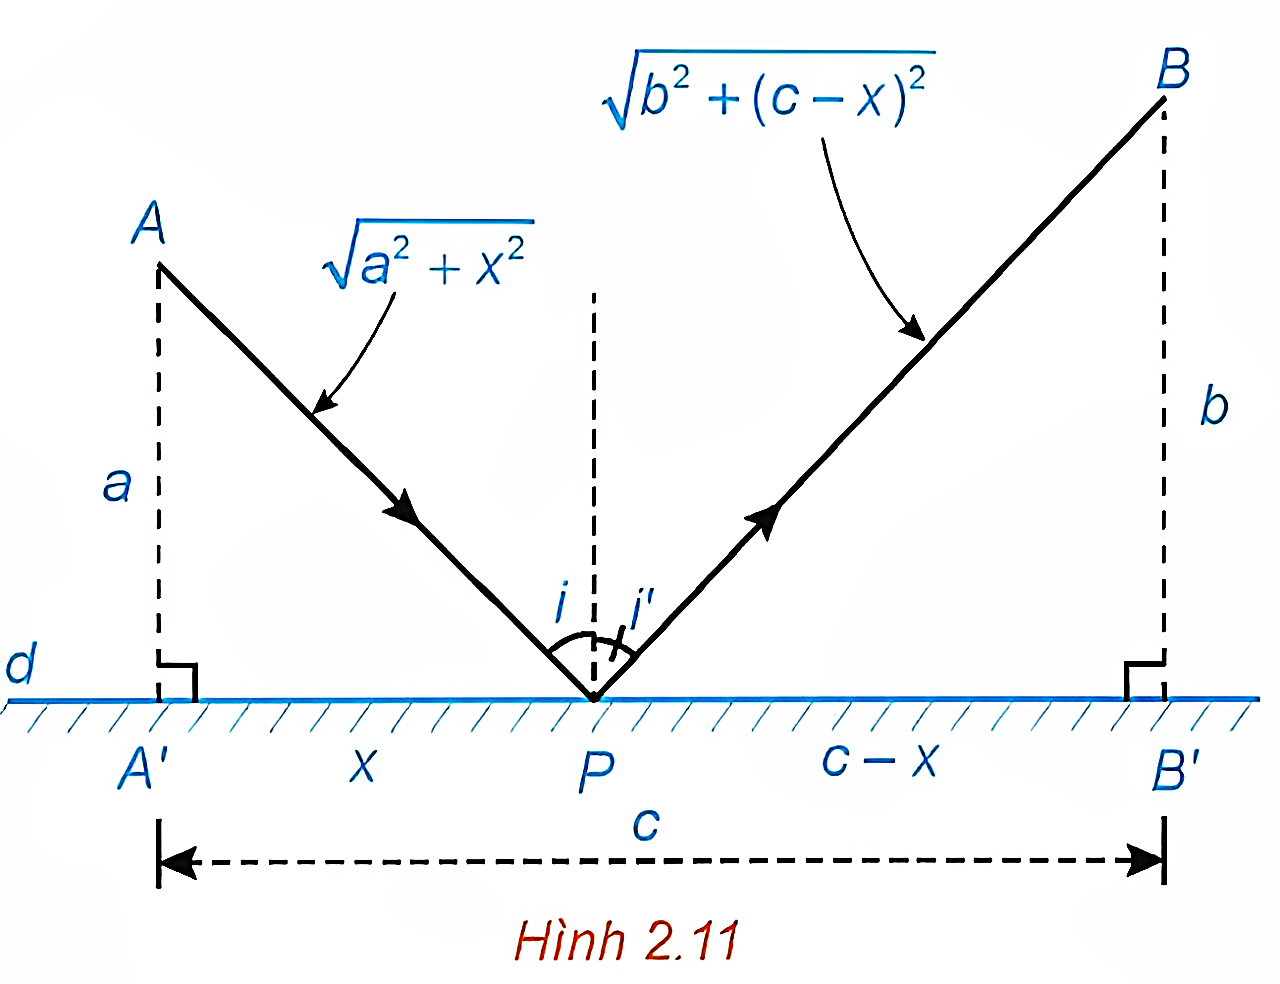 B
√b² + (c − x)²
A
√a² + x²
b
a
i i'
d
A' x P c − x B'
c
Hình 2.11